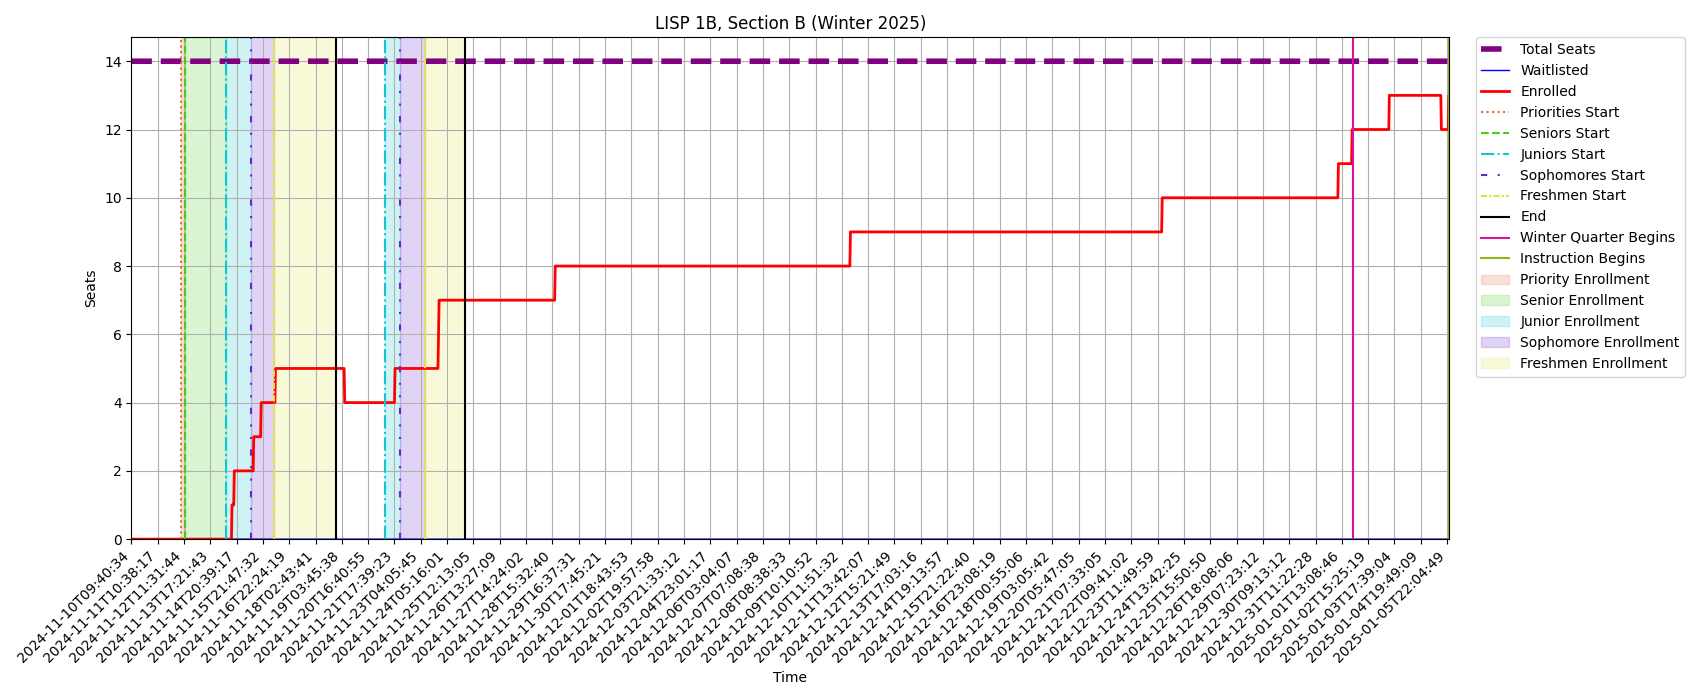 LISP 1B, Section B (Winter 2025)
Seats
14
12
10
8
6
4
2
0
2024-11-10T09:40:34
2024-11-11T10:38:17
2024-11-12T11:31:44
2024-11-13T17:21:43
2024-11-14T20:39:17
2024-11-15T21:47:32
2024-11-16T22:24:19
2024-11-18T02:43:41
2024-11-19T03:45:38
2024-11-20T16:40:55
2024-11-21T17:39:23
2024-11-23T04:05:45
2024-11-24T05:16:01
2024-11-25T12:13:05
2024-11-26T13:27:09
2024-11-27T14:24:02
2024-11-28T15:32:40
2024-11-29T16:37:31
2024-11-30T17:45:21
2024-12-01T18:43:53
2024-12-02T19:57:58
2024-12-03T21:33:12
2024-12-04T23:01:17
2024-12-06T03:04:07
2024-12-07T07:08:38
2024-12-08T08:38:33
2024-12-09T10:10:52
2024-12-10T11:51:32
2024-12-11T13:42:07
2024-12-12T15:21:49
2024-12-13T17:03:16
2024-12-14T19:13:57
2024-12-15T21:22:40
2024-12-16T23:08:19
2024-12-18T00:55:06
2024-12-19T03:05:42
2024-12-20T05:47:05
2024-12-21T07:33:05
2024-12-22T09:41:02
2024-12-23T11:49:59
2024-12-24T13:42:25
2024-12-25T15:50:50
2024-12-26T18:08:06
2024-12-29T07:23:12
2024-12-30T09:13:12
2024-12-31T11:22:28
2025-01-01T13:08:46
2025-01-02T15:25:19
2025-01-03T17:39:04
2025-01-04T19:49:09
2025-01-05T22:04:49
Time
Total Seats
Waitlisted
Enrolled
Priorities Start
Seniors Start
Juniors Start
Sophomores Start
Freshmen Start
End
Winter Quarter Begins
Instruction Begins
Priority Enrollment
Senior Enrollment
Junior Enrollment
Sophomore Enrollment
Freshmen Enrollment